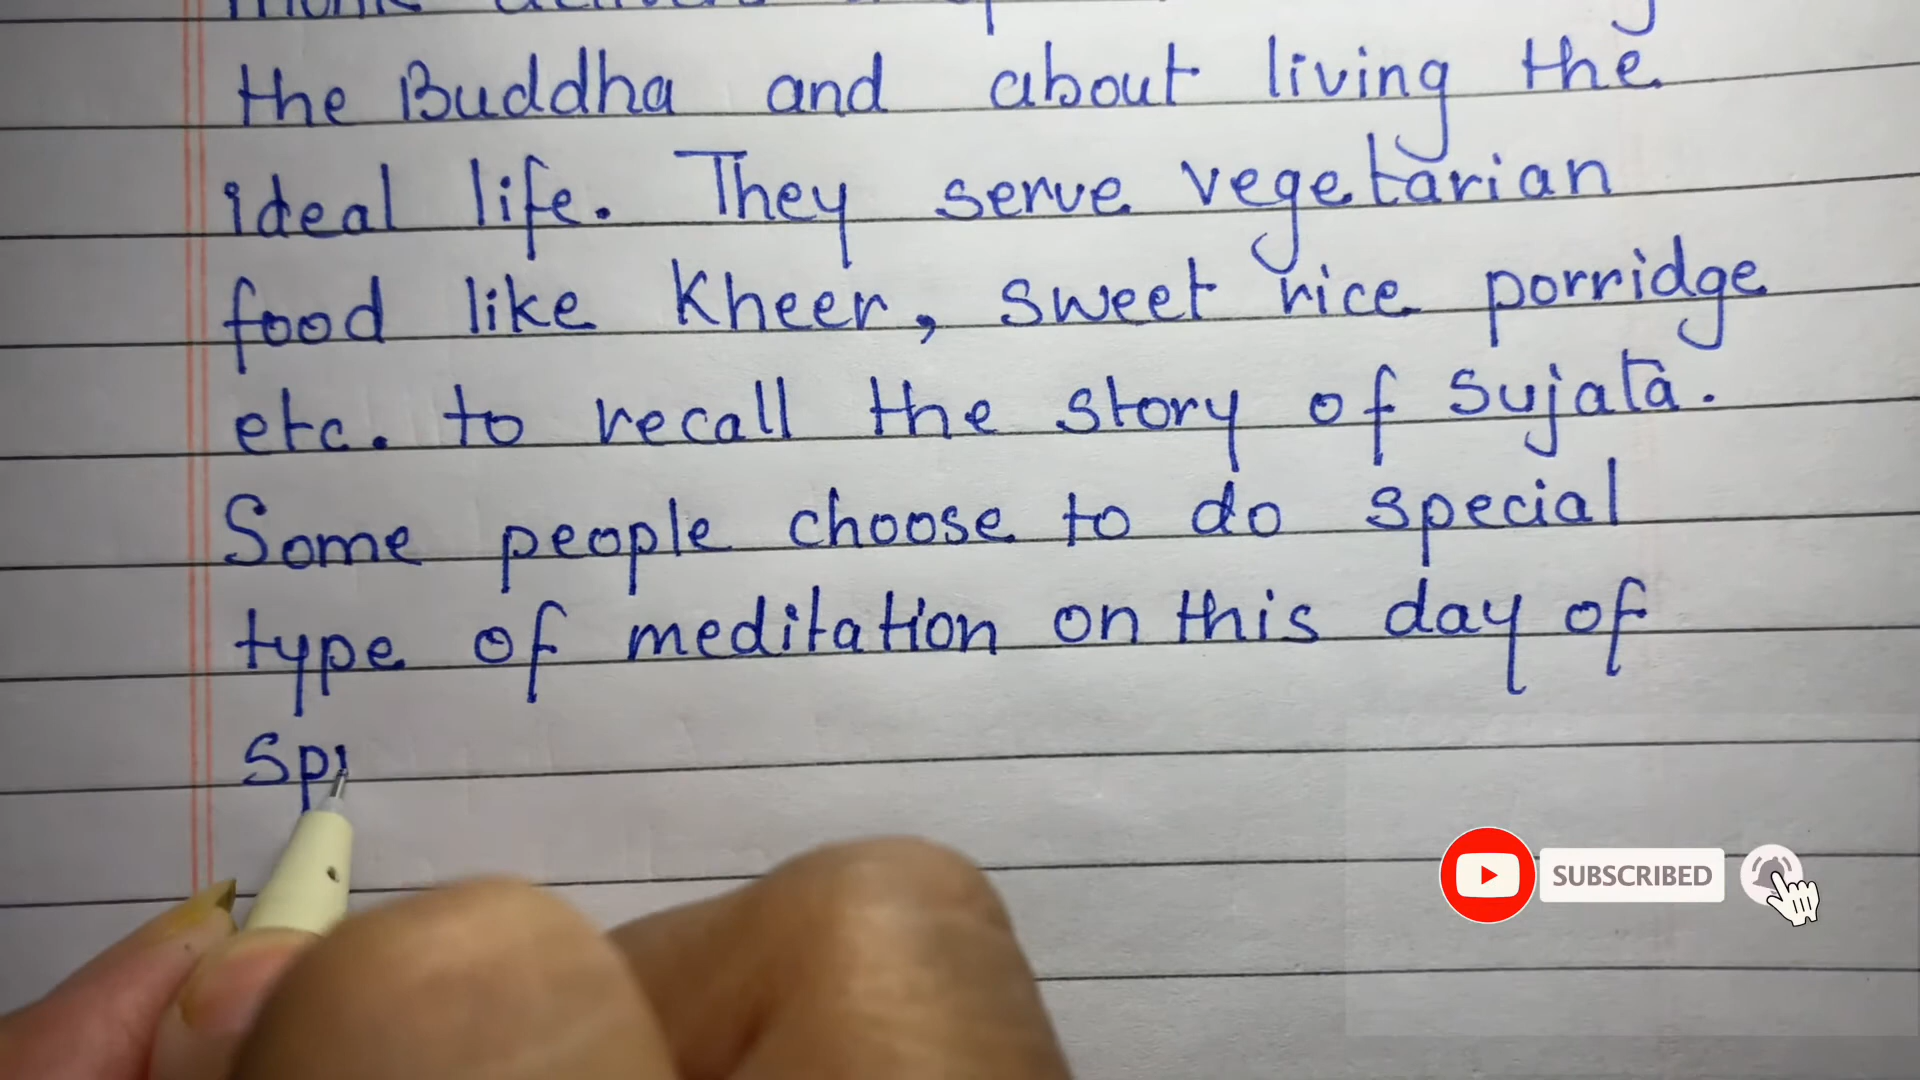 the Buddha and about living the
ideal life. They serve vegetarian
food like Kheer, sweet rice porridge
etc. to recall the story of Sujata.
Some people choose to do special
type of meditation on this day of
Spi
SUBSCRIBED